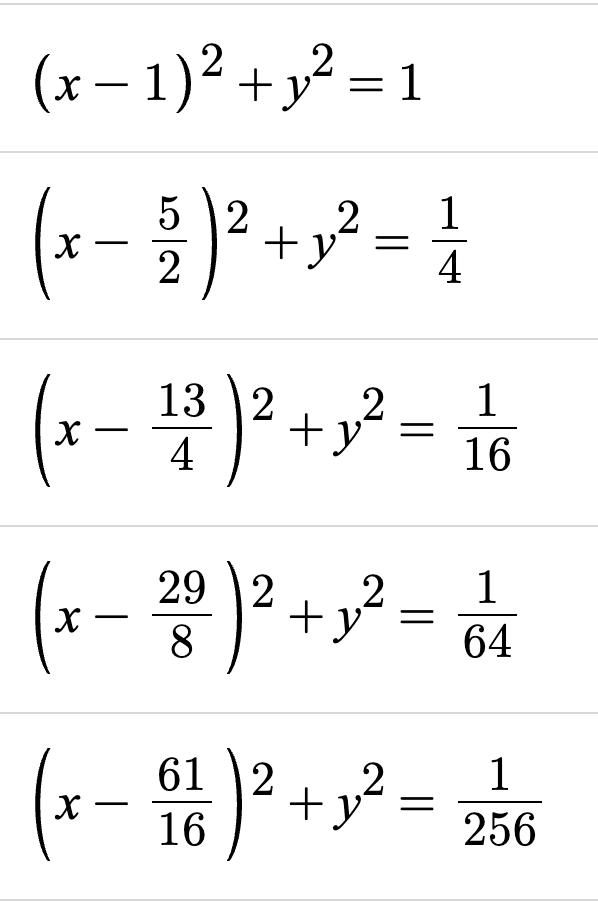 (x − 1)² + y² = 1
(x − 5/2)² + y² = 1/4
(x − 13/4)² + y² = 1/16
(x − 29/8)² + y² = 1/64
(x − 61/16)² + y² = 1/256